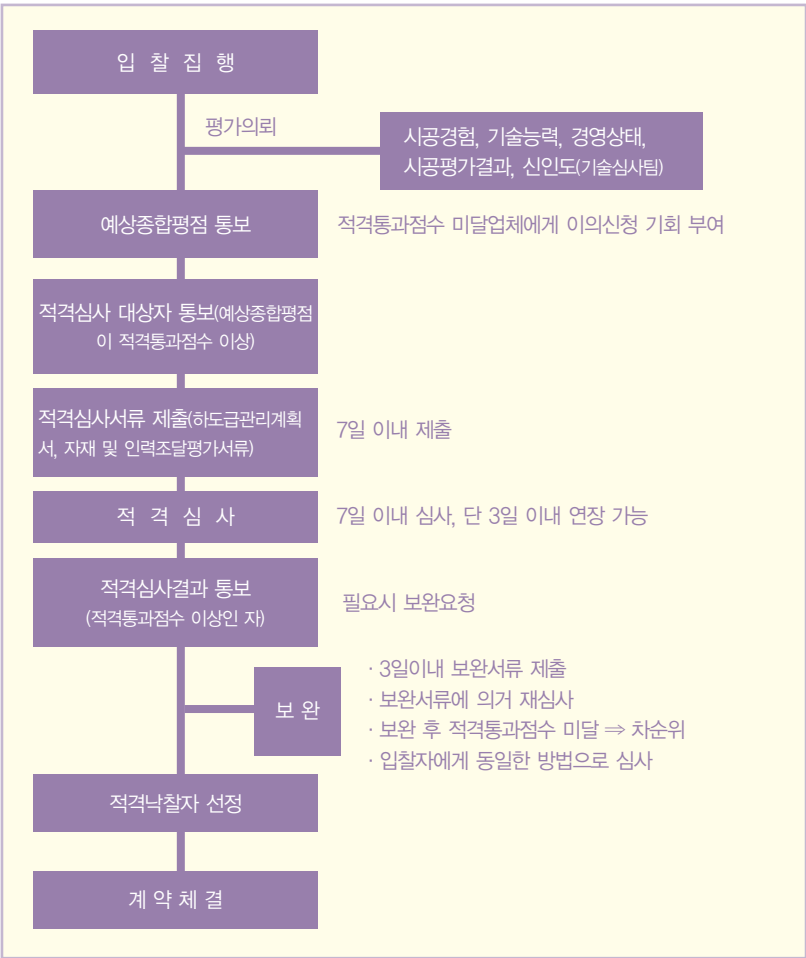 입 찰 집 행
평가의뢰
시공경험, 기술능력, 경영상태,
시공평가결과, 신인도(기술심사팀)
예상종합평점 통보
적격통과점수 미달업체에게 이의신청 기회 부여
적격심사 대상자 통보(예상종합평점
이 적격통과점수 이상)
적격심사서류 제출(하도급관리계획
서, 자재 및 인력조달평가서류)
7일 이내 제출
적 격 심 사
7일 이내 심사, 단 3일 이내 연장 가능
적격심사결과 통보
(적격통과점수 이상인 자)
필요시 보완요청
보 완
· 3일이내 보완서류 제출
· 보완서류에 의거 재심사
· 보완 후 적격통과점수 미달 ⇒ 차순위
· 입찰자에게 동일한 방법으로 심사
적격낙찰자 선정
계 약 체 결